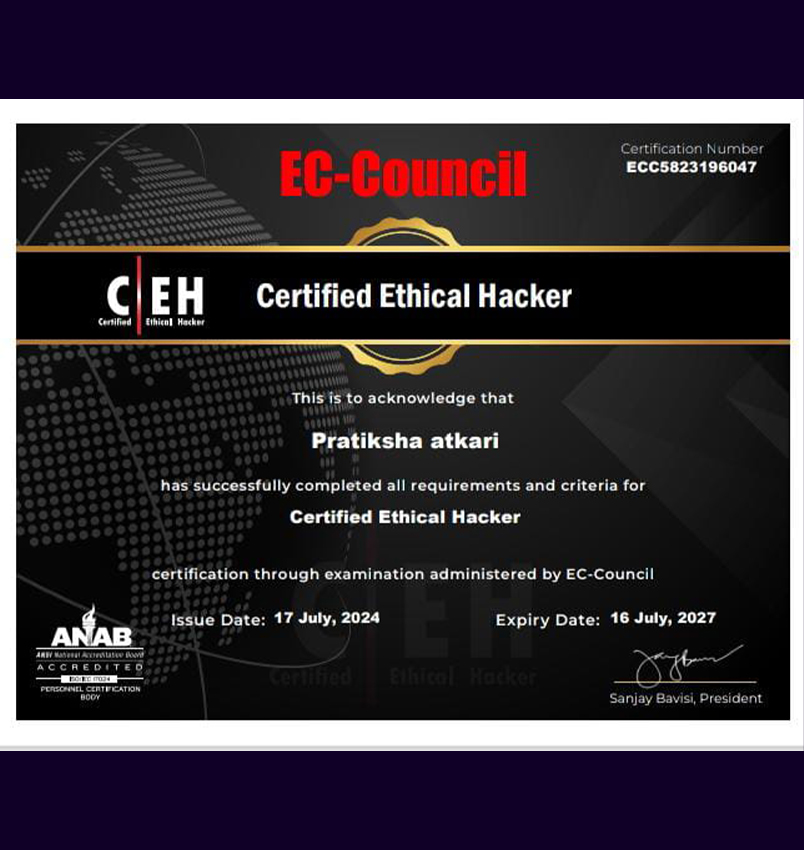 EC-Council
Certification Number
ECC5823196047
C EH
Certified Ethical Hacker
Certified Ethical Hacker
This is to acknowledge that
Pratiksha atkari
has successfully completed all requirements and criteria for
Certified Ethical Hacker
certification through examination administered by EC-Council
Issue Date: 17 July, 2024
Expiry Date: 16 July, 2027
C EH
Certified Ethical Hacker
ANAB
ANSI National Accreditation Board
ACCREDITED
ISO/IEC 17024
PERSONNEL CERTIFICATION
BODY
Sanjay Bavisi, President